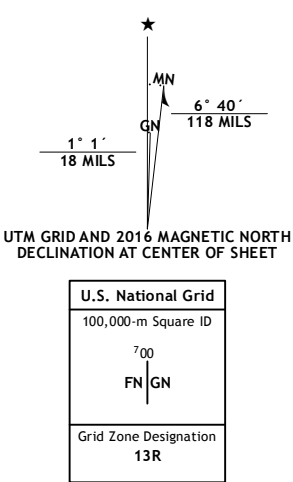 ★
MN
GN
6° 40´
118 MILS
1° 1´
18 MILS
UTM GRID AND 2016 MAGNETIC NORTH
DECLINATION AT CENTER OF SHEET
U.S. National Grid
100,000-m Square ID
⁷00
FN GN
Grid Zone Designation
13R